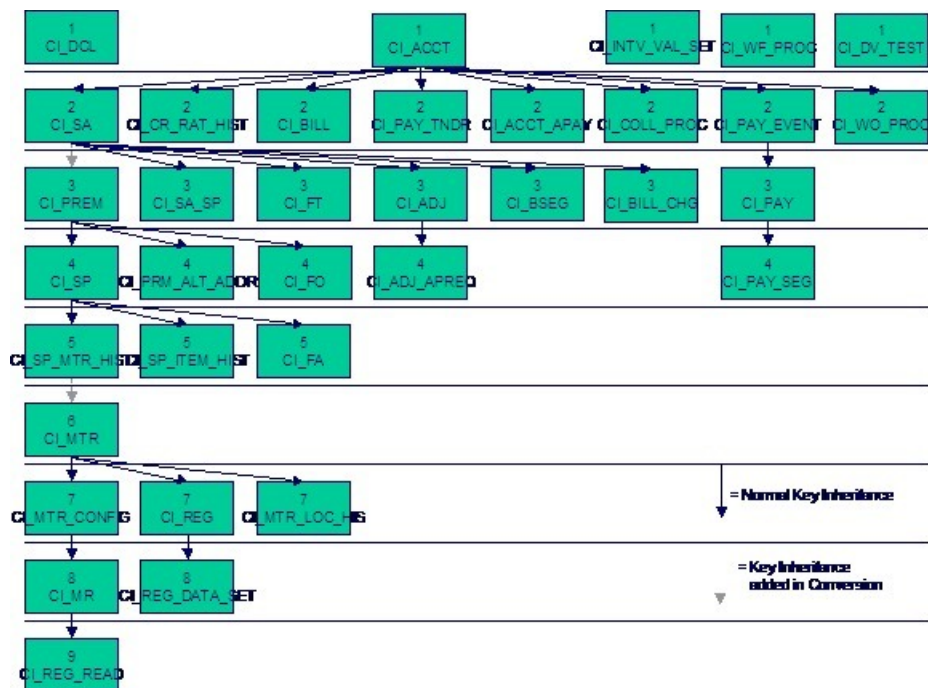 1
CI_DCL
1
CI_ACCT
1
CI_INTV_VAL_SET
1
CI_WF_PROC
1
CI_DV_TEST
2
CI_SA
2
CI_CR_RAT_HIST
2
CI_BILL
2
CI_PAY_TNDR
2
CI_ACCT_APAY
2
CI_COLL_PROC
2
CI_PAY_EVENT
2
CI_WO_PROC
3
CI_PREM
3
CI_SA_SP
3
CI_FT
3
CI_ADJ
3
CI_BSEG
3
CI_BILL_CHG
3
CI_PAY
4
CI_SP
4
CI_PRM_ALT_ADDR
4
CI_FO
4
CI_ADJ_APREQ
4
CI_PAY_SEG
5
CI_SP_MTR_HIST
5
CI_SP_ITEM_HIST
5
CI_FA
6
CI_MTR
7
CI_MTR_CONFIG
7
CI_REG
7
CI_MTR_LOC_HIS
= Normal Key Inheritance
8
CI_MR
8
CI_REG_DATA_SET
= Key Inheritance
added in Conversion
9
CI_REG_READ